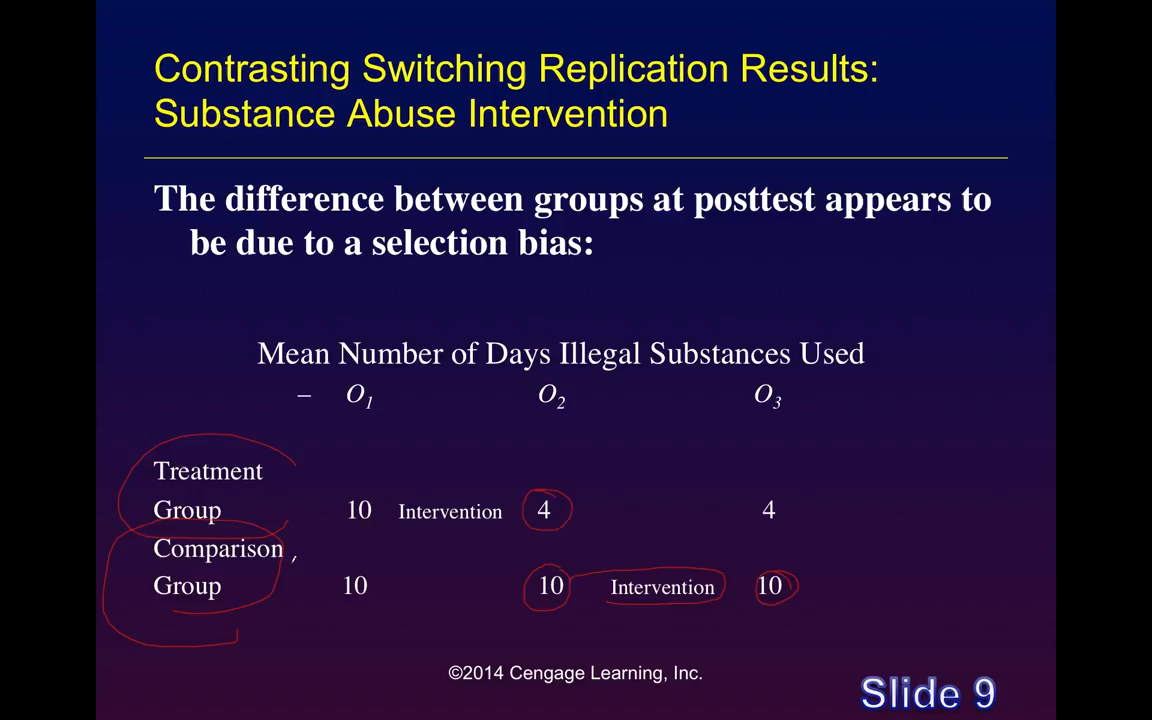 Contrasting Switching Replication Results:
Substance Abuse Intervention
The difference between groups at posttest appears to
be due to a selection bias:
Mean Number of Days Illegal Substances Used
– O₁ O₂ O₃
Treatment
Group 10 Intervention 4 4
Comparison
Group 10 10 Intervention 10
©2014 Cengage Learning, Inc.
Slide 9